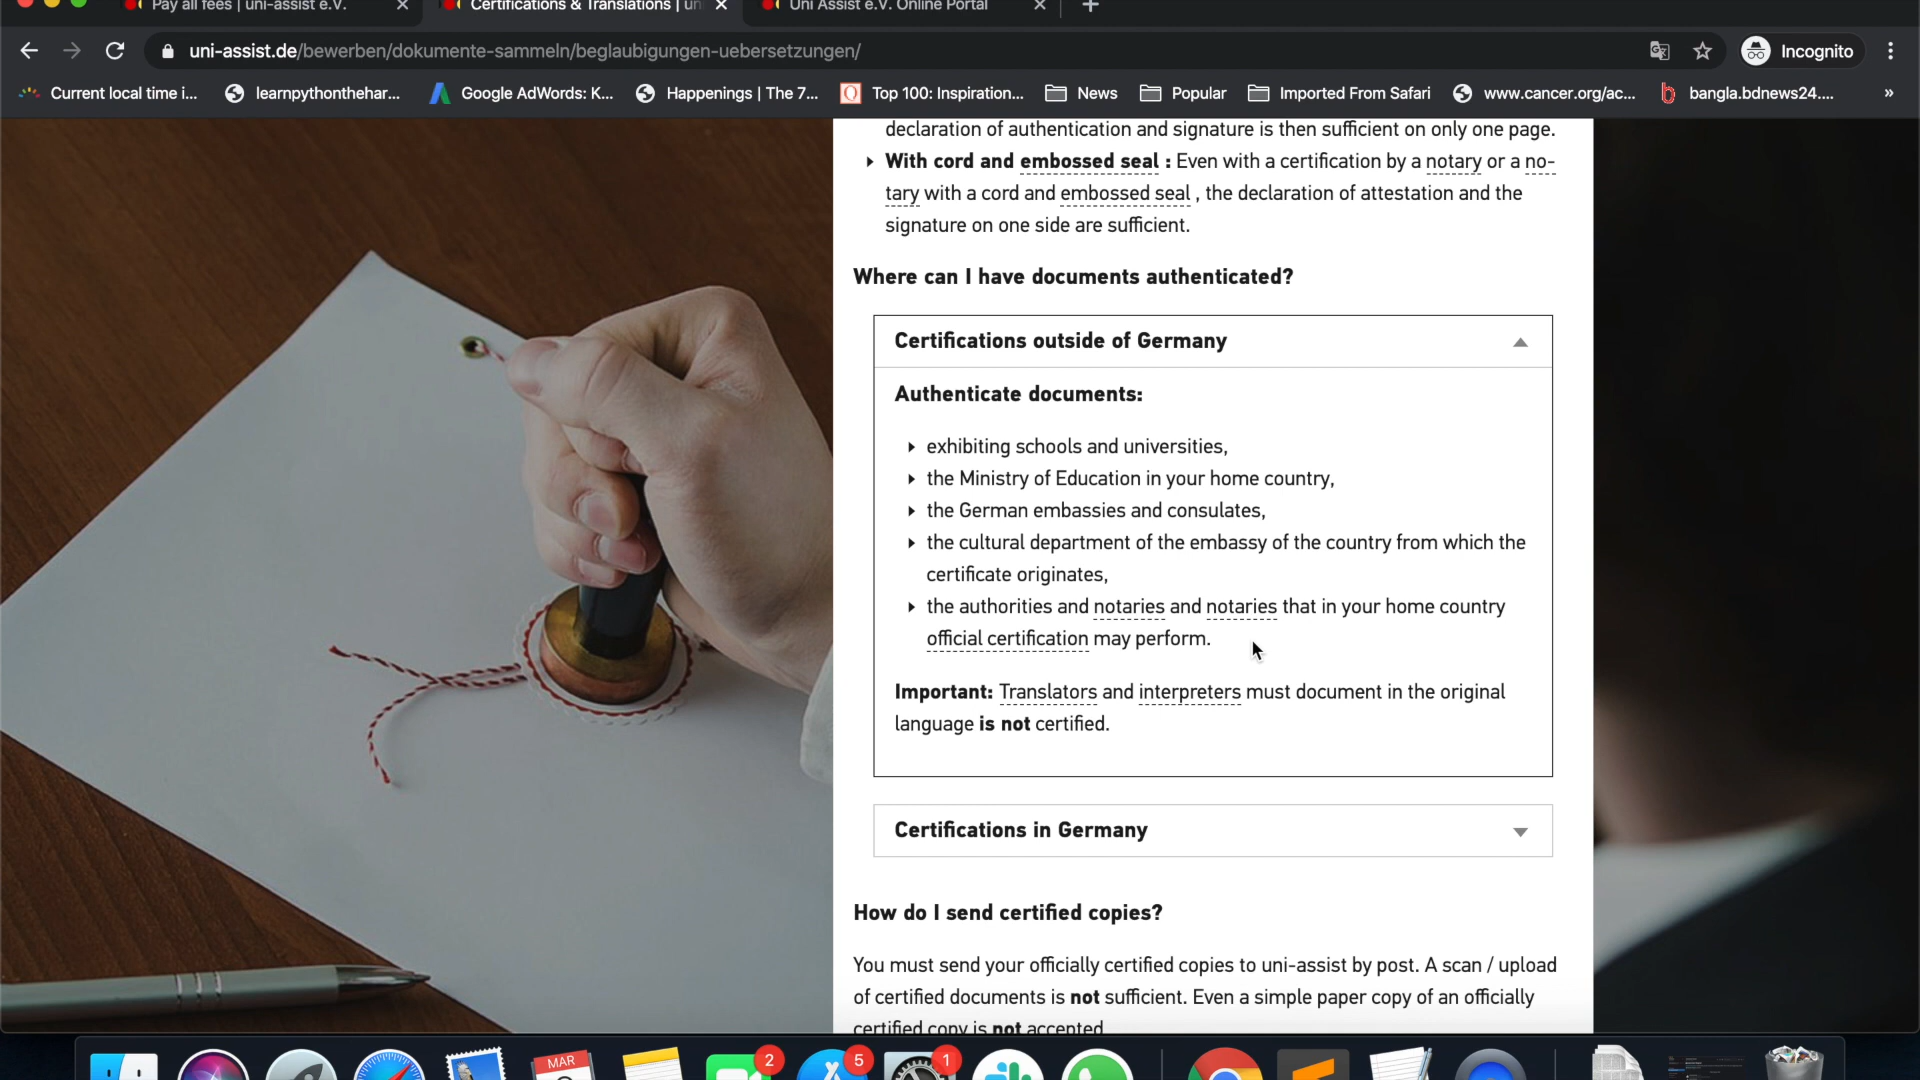 Pay all fees | uni-assist e.V.
Certifications & Translations | un
Uni Assist e.V. Online Portal
uni-assist.de/bewerben/dokumente-sammeln/beglaubigungen-uebersetzungen/
Incognito
Current local time i...
learnpythonthehar...
Google AdWords: K...
Happenings | The 7...
Top 100: Inspiration...
News
Popular
Imported From Safari
www.cancer.org/ac...
bangla.bdnews24....
»
declaration of authentication and signature is then sufficient on only one page.
With cord and embossed seal : Even with a certification by a notary or a no-
tary with a cord and embossed seal , the declaration of attestation and the
signature on one side are sufficient.
Where can I have documents authenticated?
Certifications outside of Germany
Authenticate documents:
exhibiting schools and universities,
the Ministry of Education in your home country,
the German embassies and consulates,
the cultural department of the embassy of the country from which the
certificate originates,
the authorities and notaries and notaries that in your home country
official certification may perform.
Important: Translators and interpreters must document in the original
language is not certified.
Certifications in Germany
How do I send certified copies?
You must send your officially certified copies to uni-assist by post. A scan / upload
of certified documents is not sufficient. Even a simple paper copy of an officially
certified copy is not accepted
MAR
2
5
1